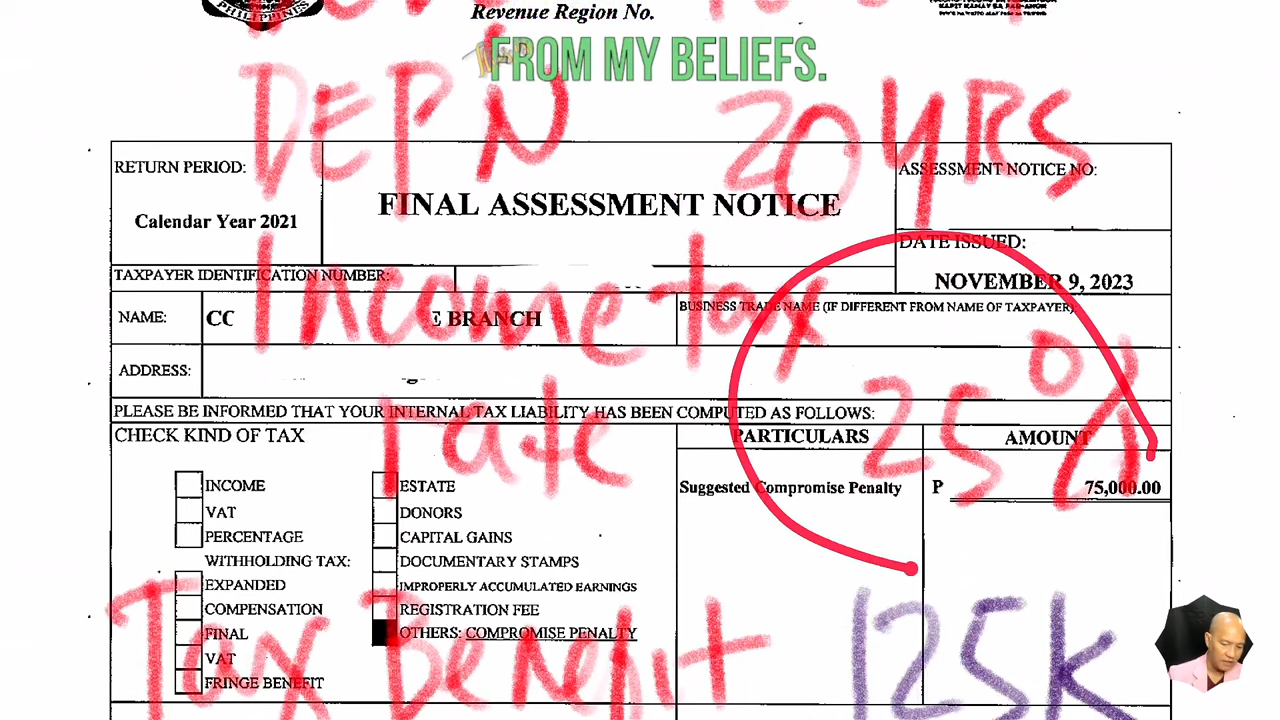 PHILIPPINES
Revenue Region No.
FROM MY BELIEFS.
DEP'N 20 YRS
RETURN PERIOD:
Calendar Year 2021
FINAL ASSESSMENT NOTICE
ASSESSMENT NOTICE NO:
DATE ISSUED:
NOVEMBER 9, 2023
TAXPAYER IDENTIFICATION NUMBER:
Income tax
NAME:
BRANCH
BUSINESS TRADE NAME (IF DIFFERENT FROM NAME OF TAXPAYER)
ADDRESS:
rate 25%
PLEASE BE INFORMED THAT YOUR INTERNAL TAX LIABILITY HAS BEEN COMPUTED AS FOLLOWS:
CHECK KIND OF TAX
PARTICULARS AMOUNT
INCOME ESTATE
Suggested Compromise Penalty P 75,000.00
VAT DONORS
PERCENTAGE CAPITAL GAINS
WITHHOLDING TAX: DOCUMENTARY STAMPS
EXPANDED IMPROPERLY ACCUMULATED EARNINGS
COMPENSATION REGISTRATION FEE
FINAL OTHERS: COMPROMISE PENALTY
VAT
FRINGE BENEFIT
Tax Benefit 125K